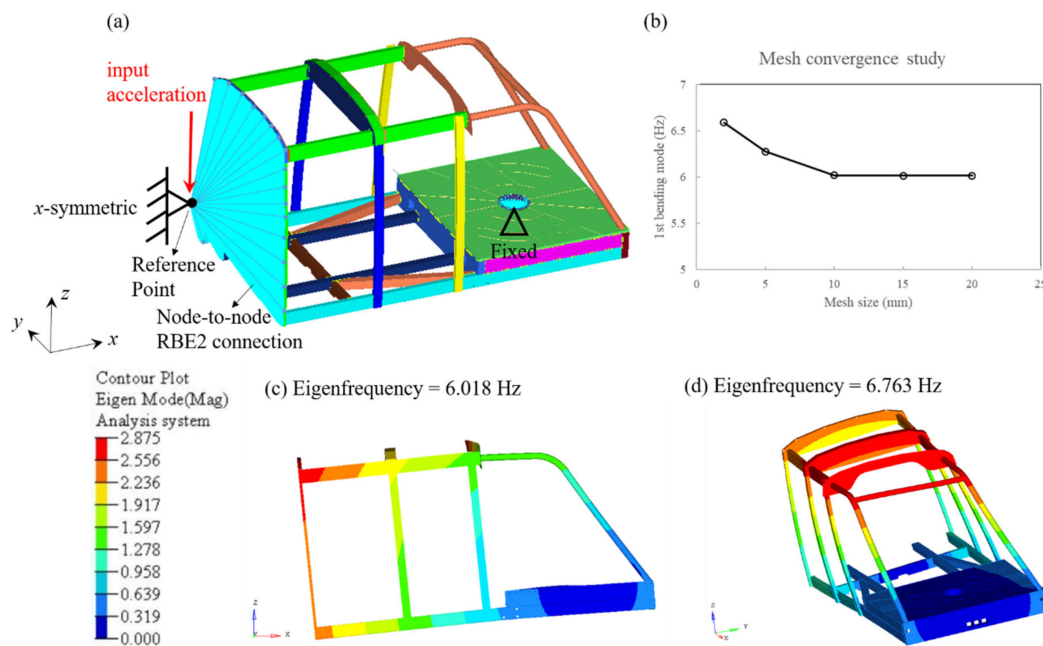 (a)
input
acceleration
x-symmetric
Reference
Point
Node-to-node
RBE2 connection
Fixed
z
y
x
(b)
Mesh convergence study
1st bending mode (Hz)
7
6.5
6
5.5
5
0
5
10
15
20
25
Mesh size (mm)
Contour Plot
Eigen Mode(Mag)
Analysis system
2.875
2.556
2.236
1.917
1.597
1.278
0.958
0.639
0.319
0.000
(c) Eigenfrequency = 6.018 Hz
Z
Y
X
(d) Eigenfrequency = 6.763 Hz
Z
Y
X